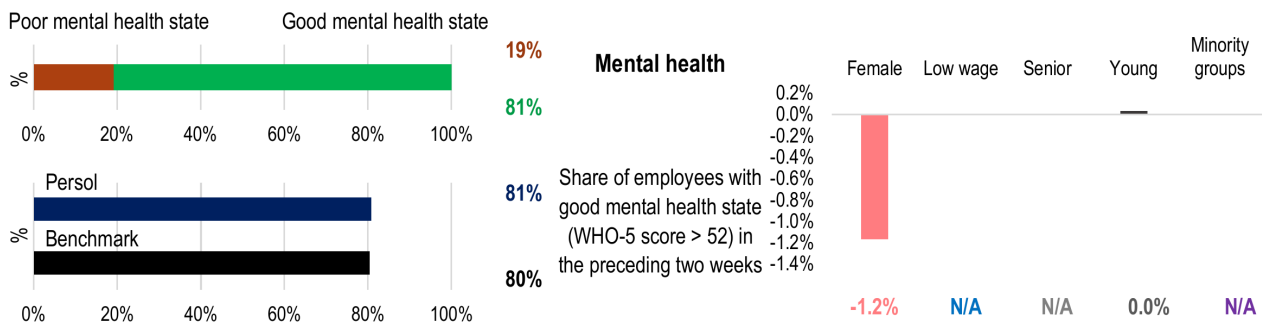 Poor mental health state
Good mental health state
%
0%
20%
40%
60%
80%
100%
19%
81%
Persol
Benchmark
%
0%
20%
40%
60%
80%
100%
81%
80%
Mental health
Share of employees with
good mental health state
(WHO-5 score > 52) in
the preceding two weeks
Female
Low wage
Senior
Young
Minority
groups
0.2%
0.0%
-0.2%
-0.4%
-0.6%
-0.8%
-1.0%
-1.2%
-1.4%
-1.2%
N/A
N/A
0.0%
N/A